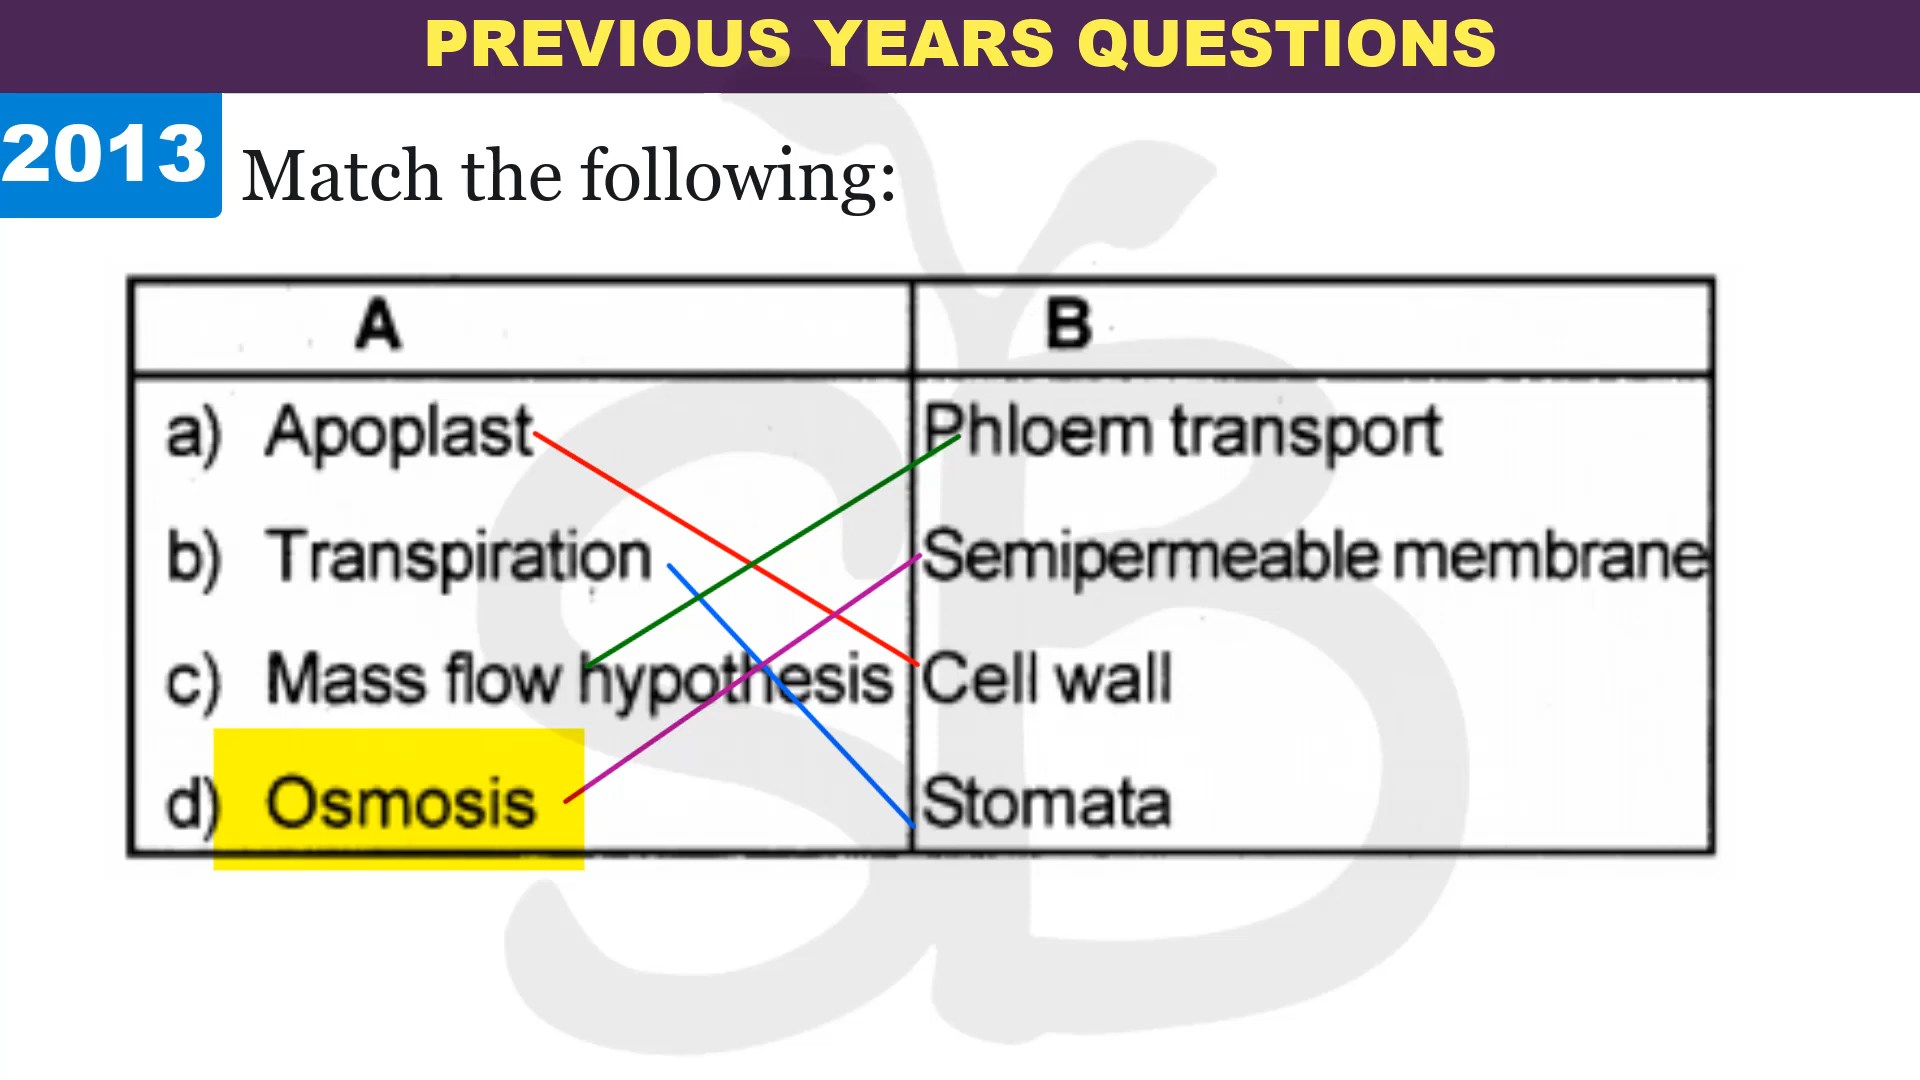 PREVIOUS YEARS QUESTIONS
2013
Match the following:
A B
a) Apoplast Phloem transport
b) Transpiration Semipermeable membrane
c) Mass flow hypothesis Cell wall
d) Osmosis Stomata
SB